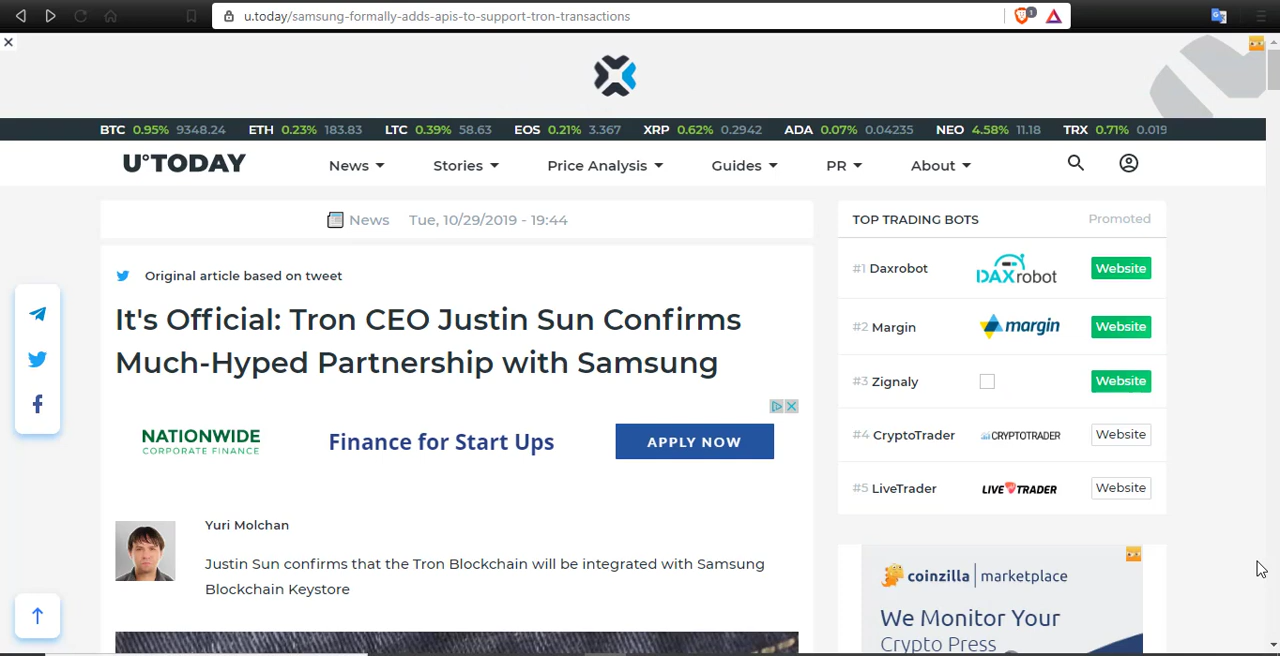 u.today/samsung-formally-adds-apis-to-support-tron-transactions
1
BTC 0.95% 9348.24 ETH 0.23% 183.83 LTC 0.39% 58.63 EOS 0.21% 3.367 XRP 0.62% 0.2942 ADA 0.07% 0.04235 NEO 4.58% 11.18 TRX 0.71% 0.019
U°TODAY News Stories Price Analysis Guides PR About
News Tue, 10/29/2019 - 19:44
Original article based on tweet
It's Official: Tron CEO Justin Sun Confirms
Much-Hyped Partnership with Samsung
NATIONWIDE
CORPORATE FINANCE
Finance for Start Ups
APPLY NOW
Yuri Molchan
Justin Sun confirms that the Tron Blockchain will be integrated with Samsung
Blockchain Keystore
TOP TRADING BOTS Promoted
#1 Daxrobot DAXrobot Website
#2 Margin margin Website
#3 Zignaly Website
#4 CryptoTrader CRYPTOTRADER Website
#5 LiveTrader LIVE TRADER Website
coinzilla | marketplace
We Monitor Your
Crypto Press